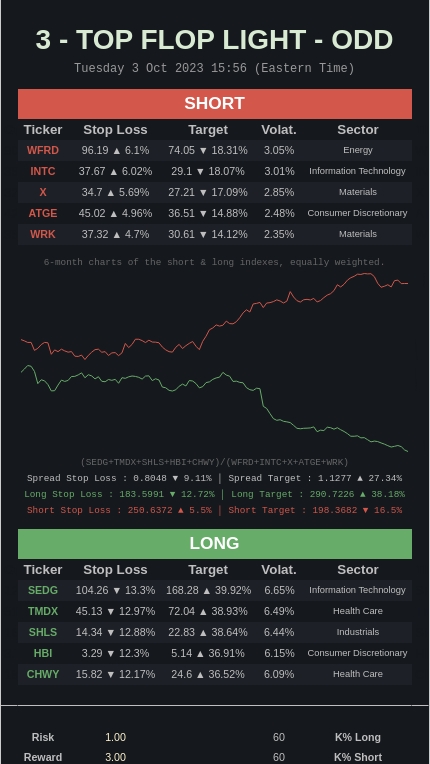 3 - TOP FLOP LIGHT - ODD
Tuesday 3 Oct 2023 15:56 (Eastern Time)
SHORT
Ticker Stop Loss Target Volat. Sector
WFRD 96.19 ▲ 6.1% 74.05 ▼ 18.31% 3.05% Energy
INTC 37.67 ▲ 6.02% 29.1 ▼ 18.07% 3.01% Information Technology
X 34.7 ▲ 5.69% 27.21 ▼ 17.09% 2.85% Materials
ATGE 45.02 ▲ 4.96% 36.51 ▼ 14.88% 2.48% Consumer Discretionary
WRK 37.32 ▲ 4.7% 30.61 ▼ 14.12% 2.35% Materials
6-month charts of the short & long indexes, equally weighted.
(SEDG+TMDX+SHLS+HBI+CHWY)/(WFRD+INTC+X+ATGE+WRK)
Spread Stop Loss : 0.8048 ▼ 9.11% | Spread Target : 1.1277 ▲ 27.34%
Long Stop Loss : 183.5991 ▼ 12.72% | Long Target : 290.7226 ▲ 38.18%
Short Stop Loss : 250.6372 ▲ 5.5% | Short Target : 198.3682 ▼ 16.5%
LONG
Ticker Stop Loss Target Volat. Sector
SEDG 104.26 ▼ 13.3% 168.28 ▲ 39.92% 6.65% Information Technology
TMDX 45.13 ▼ 12.97% 72.04 ▲ 38.93% 6.49% Health Care
SHLS 14.34 ▼ 12.88% 22.83 ▲ 38.64% 6.44% Industrials
HBI 3.29 ▼ 12.3% 5.14 ▲ 36.91% 6.15% Consumer Discretionary
CHWY 15.82 ▼ 12.17% 24.6 ▲ 36.52% 6.09% Health Care
Risk 1.00 60 K% Long
Reward 3.00 60 K% Short